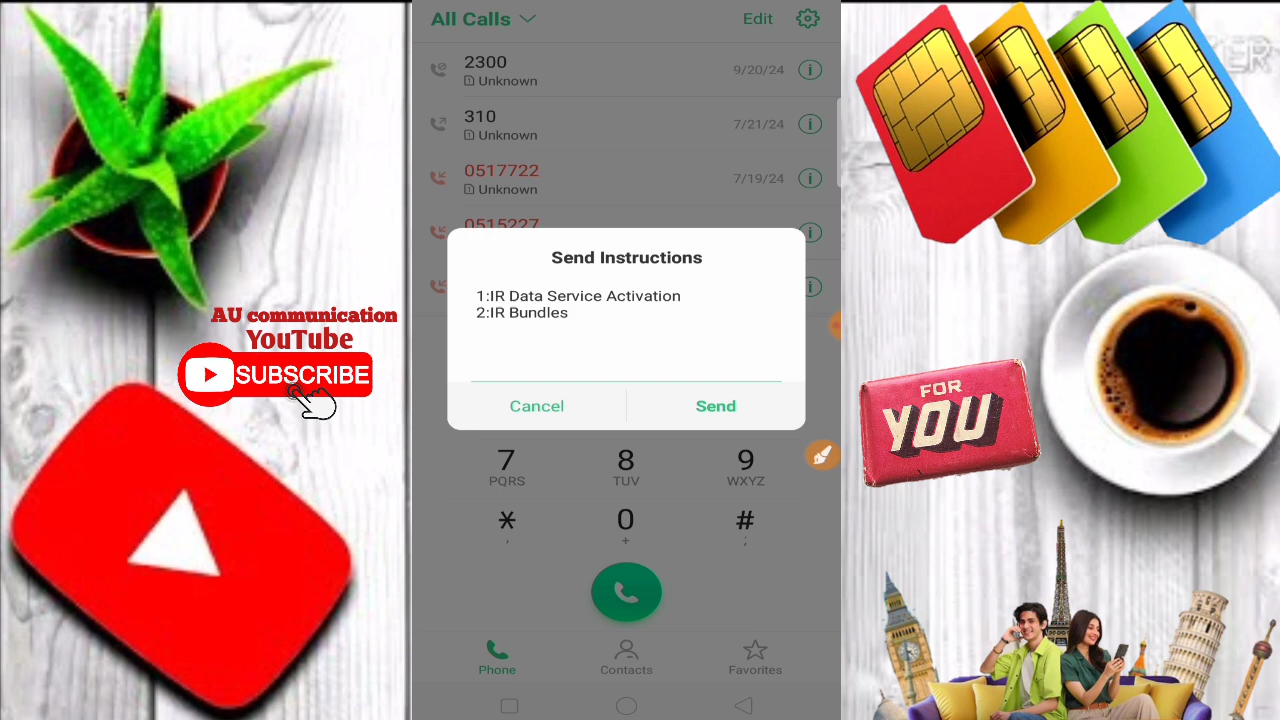 AU communication
YouTube
SUBSCRIBE
All Calls
Edit
2300
Unknown
9/20/24
310
Unknown
7/21/24
0517722
Unknown
7/19/24
0515227
Send Instructions
1:IR Data Service Activation
2:IR Bundles
Cancel
Send
7
PQRS
8
TUV
9
WXYZ
*
,
0
+
#
;
Phone
Contacts
Favorites
FOR
YOU